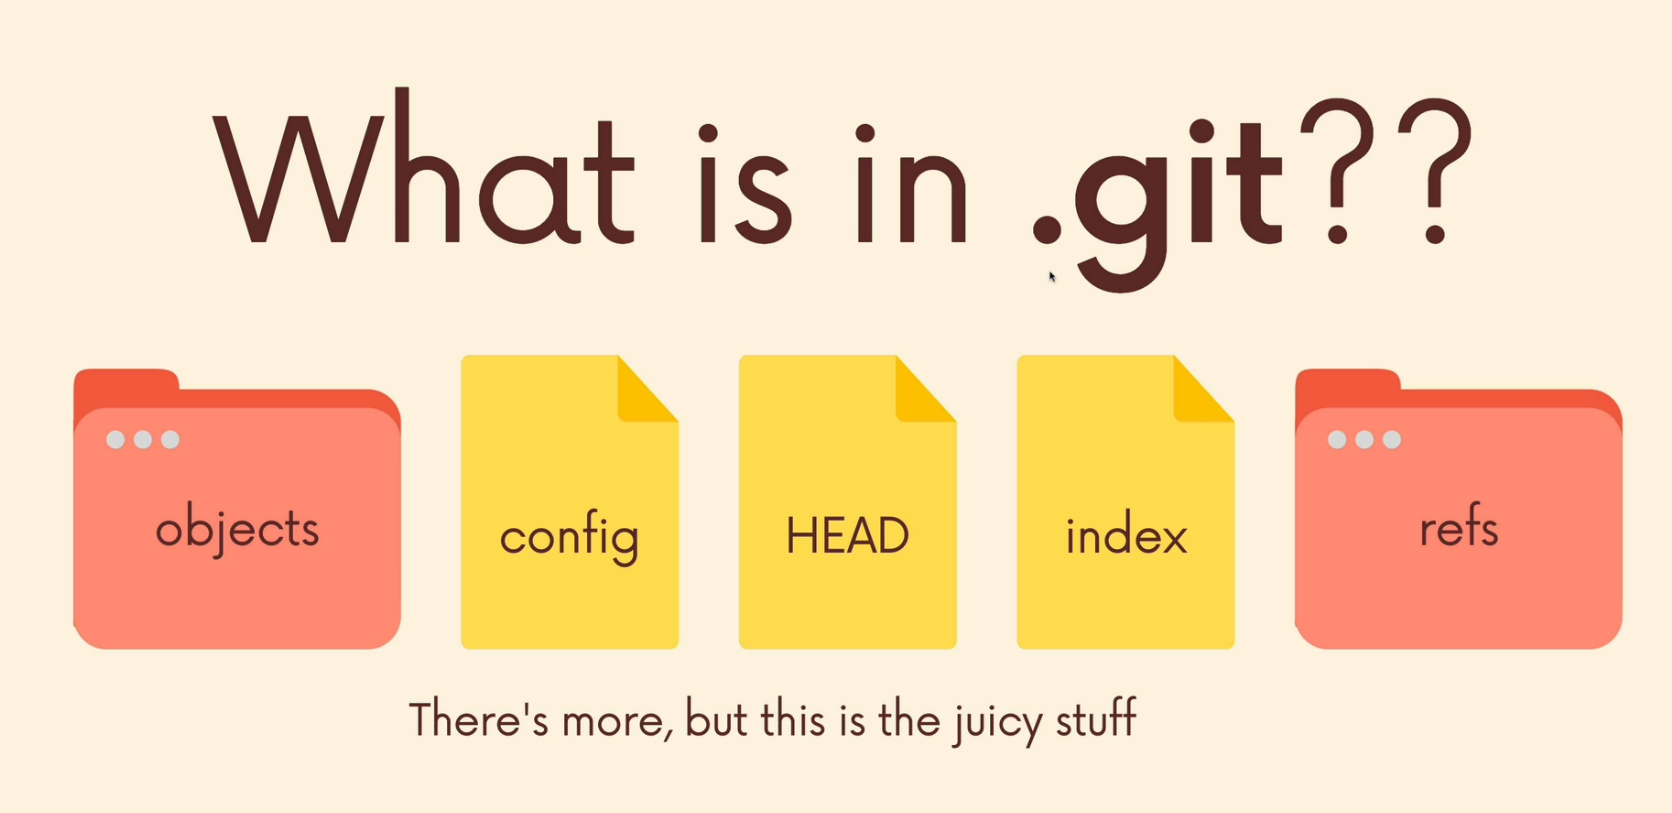 What is in .git??
objects
config
HEAD
index
refs
There's more, but this is the juicy stuff